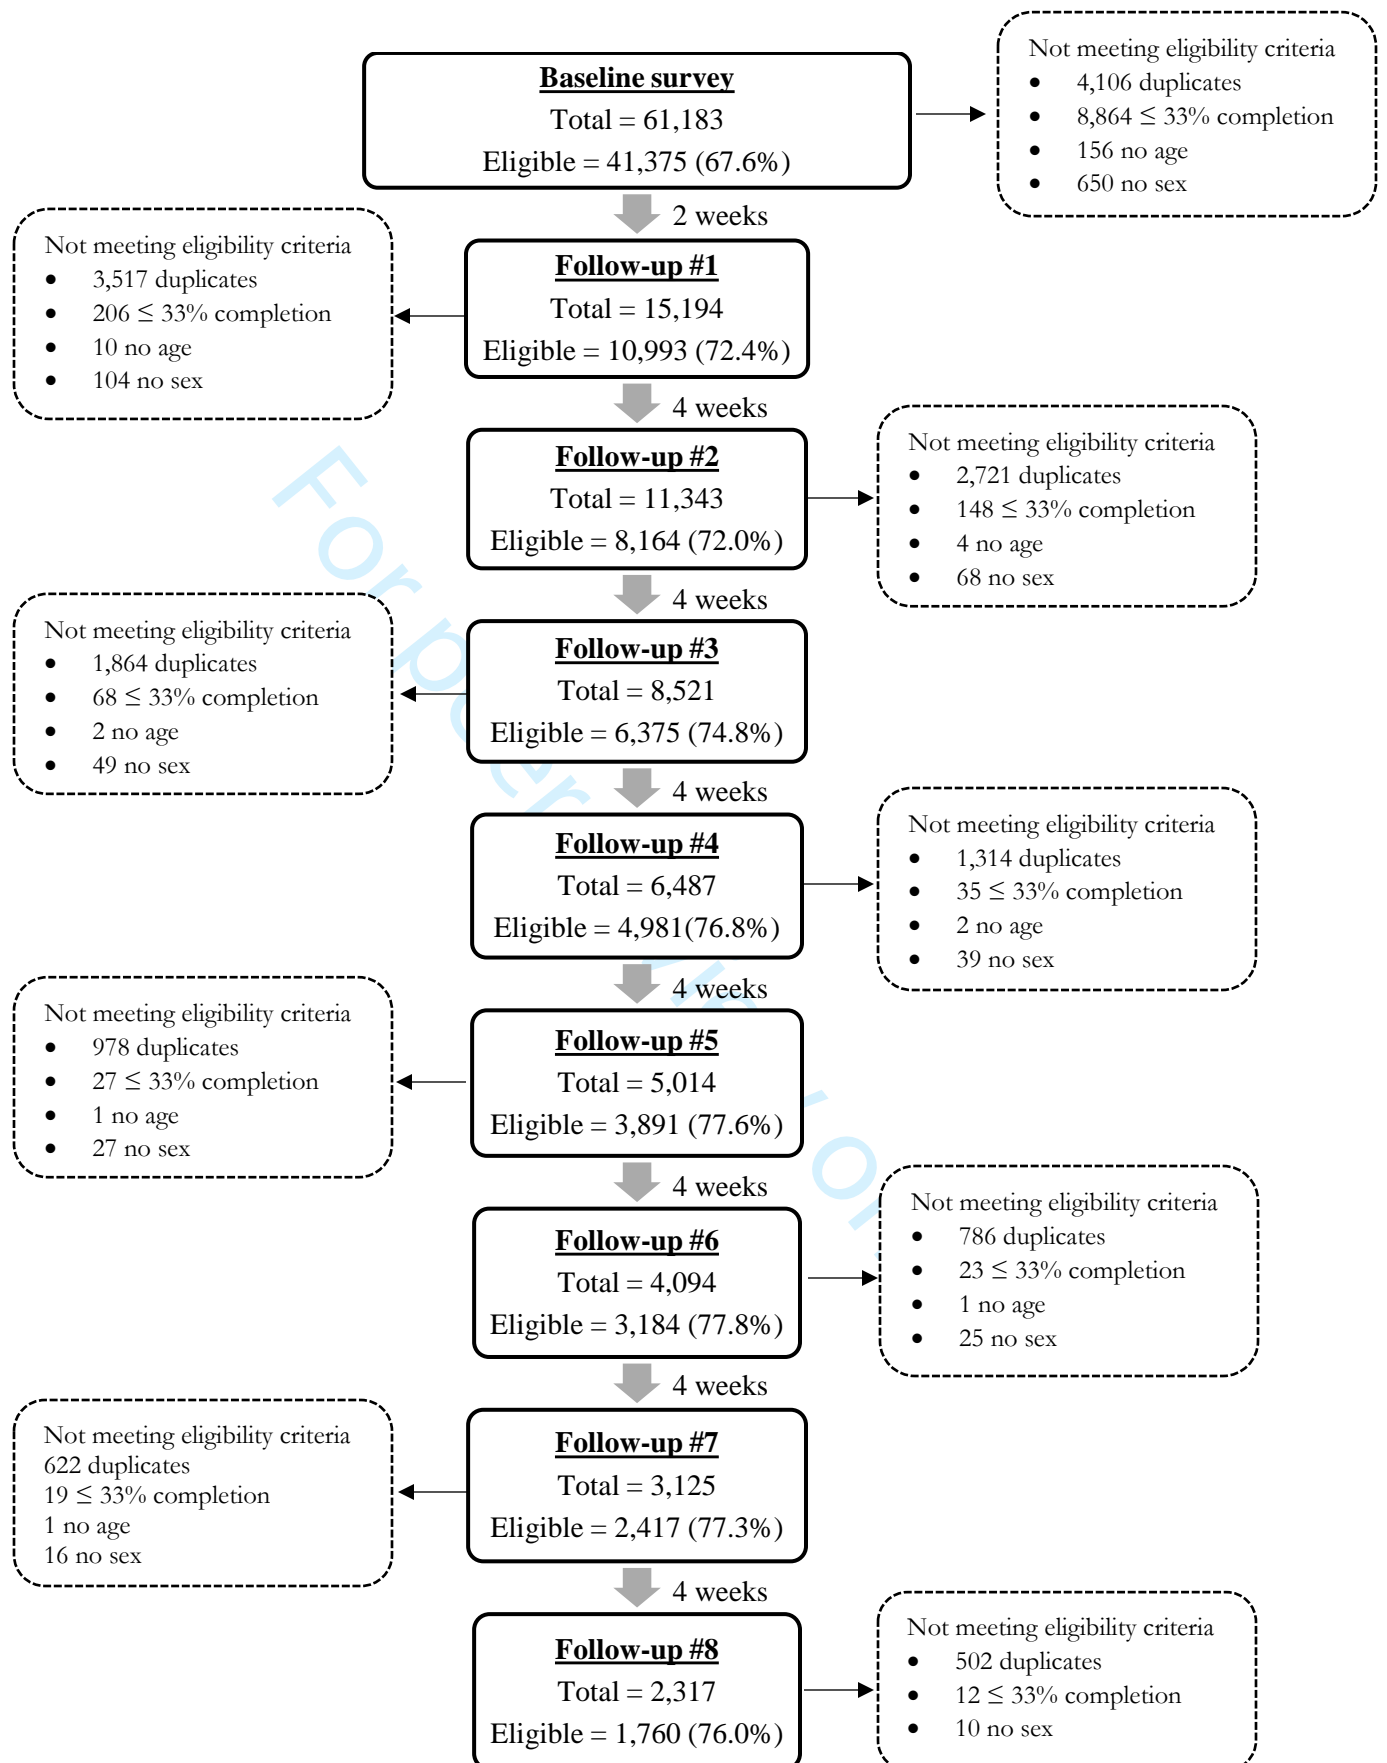 Baseline survey
Total = 61,183
Eligible = 41,375 (67.6%)
Not meeting eligibility criteria
• 4,106 duplicates
• 8,864 ≤ 33% completion
• 156 no age
• 650 no sex
2 weeks
Not meeting eligibility criteria
• 3,517 duplicates
• 206 ≤ 33% completion
• 10 no age
• 104 no sex
Follow-up #1
Total = 15,194
Eligible = 10,993 (72.4%)
4 weeks
Follow-up #2
Total = 11,343
Eligible = 8,164 (72.0%)
Not meeting eligibility criteria
• 2,721 duplicates
• 148 ≤ 33% completion
• 4 no age
• 68 no sex
4 weeks
Not meeting eligibility criteria
• 1,864 duplicates
• 68 ≤ 33% completion
• 2 no age
• 49 no sex
Follow-up #3
Total = 8,521
Eligible = 6,375 (74.8%)
4 weeks
Follow-up #4
Total = 6,487
Eligible = 4,981(76.8%)
Not meeting eligibility criteria
• 1,314 duplicates
• 35 ≤ 33% completion
• 2 no age
• 39 no sex
4 weeks
Not meeting eligibility criteria
• 978 duplicates
• 27 ≤ 33% completion
• 1 no age
• 27 no sex
Follow-up #5
Total = 5,014
Eligible = 3,891 (77.6%)
4 weeks
Follow-up #6
Total = 4,094
Eligible = 3,184 (77.8%)
Not meeting eligibility criteria
• 786 duplicates
• 23 ≤ 33% completion
• 1 no age
• 25 no sex
4 weeks
Not meeting eligibility criteria
622 duplicates
19 ≤ 33% completion
1 no age
16 no sex
Follow-up #7
Total = 3,125
Eligible = 2,417 (77.3%)
4 weeks
Follow-up #8
Total = 2,317
Eligible = 1,760 (76.0%)
Not meeting eligibility criteria
• 502 duplicates
• 12 ≤ 33% completion
• 10 no sex
For